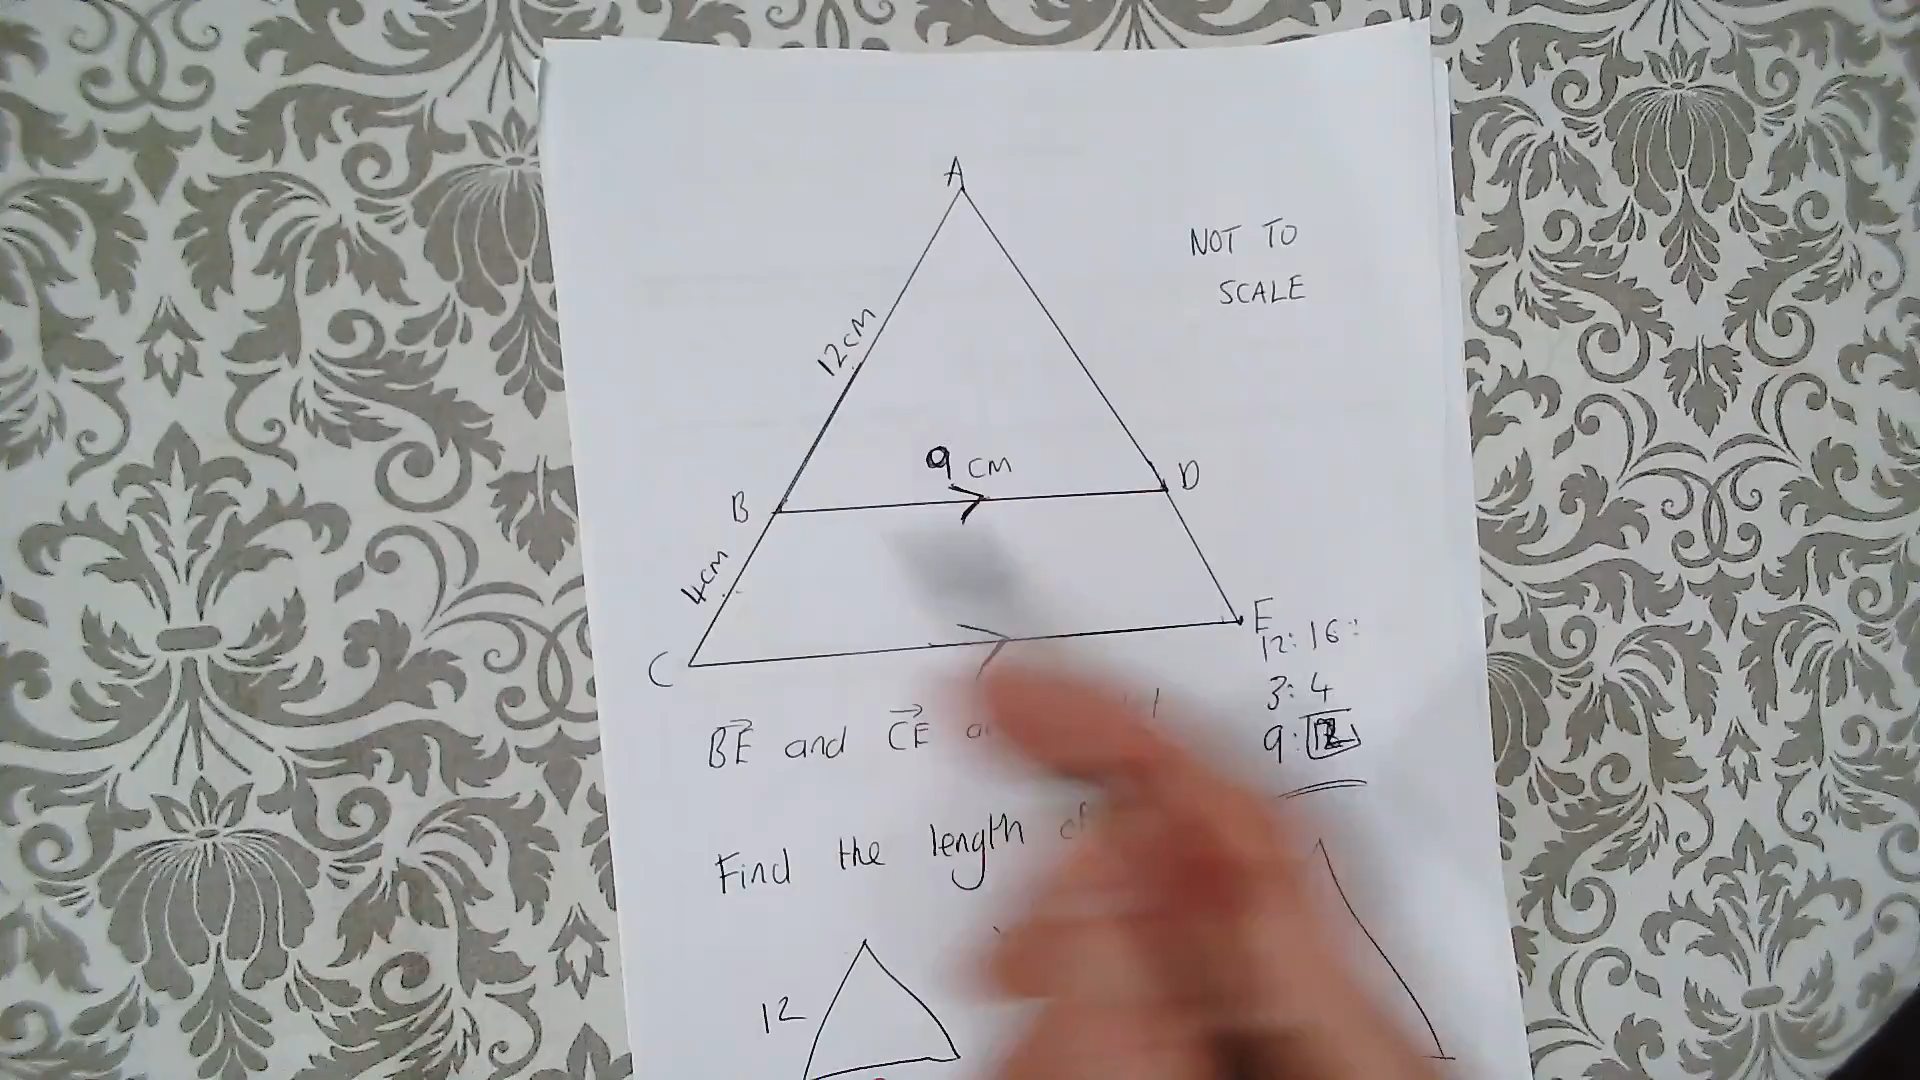 A
NOT TO
SCALE
12cm
9 cm
B
D
4cm
C
E
12:16
3:4
9:12
BE and CE
Find the length of
12